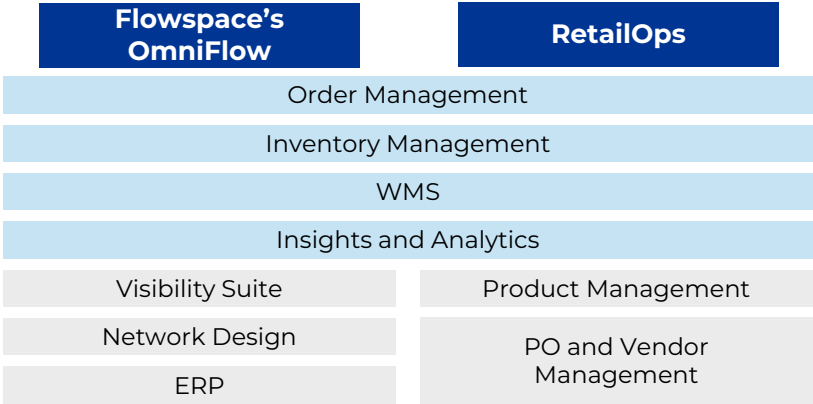 Flowspace’s
OmniFlow
RetailOps
Order Management
Inventory Management
WMS
Insights and Analytics
Visibility Suite
Product Management
Network Design
PO and Vendor
Management
ERP